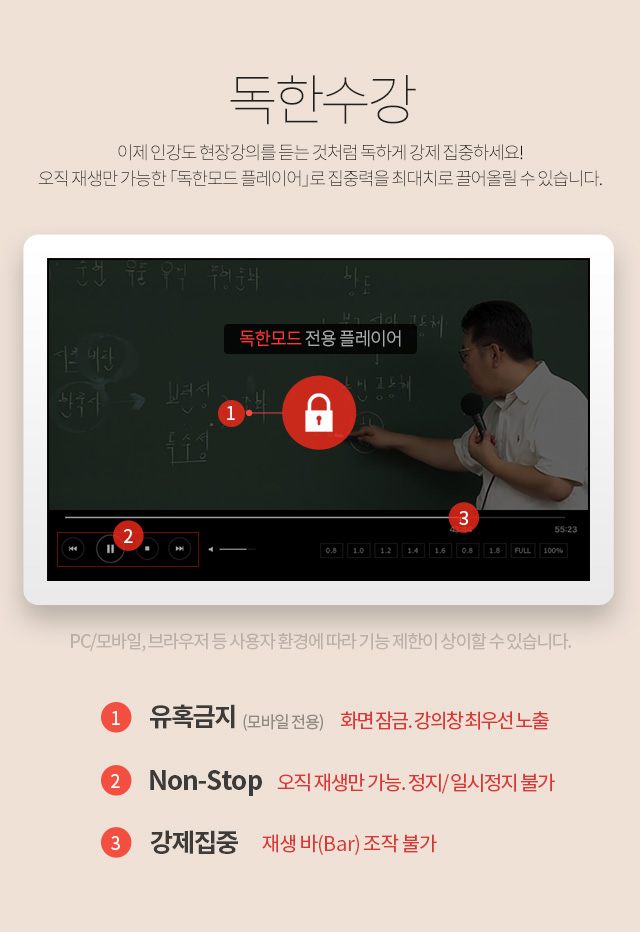 독한수강
이제 인강도 현장강의를 듣는 것처럼 독하게 강제 집중하세요!
오직 재생만 가능한 「독한모드 플레이어」로 집중력을 최대치로 끌어올릴 수 있습니다.
독한모드 전용 플레이어
1
특수성
3
55:23
2
0.8 1.0 1.2 1.4 1.6 0.8 1.8 FULL 100%
PC/모바일, 브라우저 등 사용자 환경에 따라 기능 제한이 상이할 수 있습니다.
1 유혹금지 (모바일 전용) 화면 잠금. 강의창 최우선 노출
2 Non-Stop 오직 재생만 가능. 정지/일시정지 불가
3 강제집중 재생 바(Bar) 조작 불가